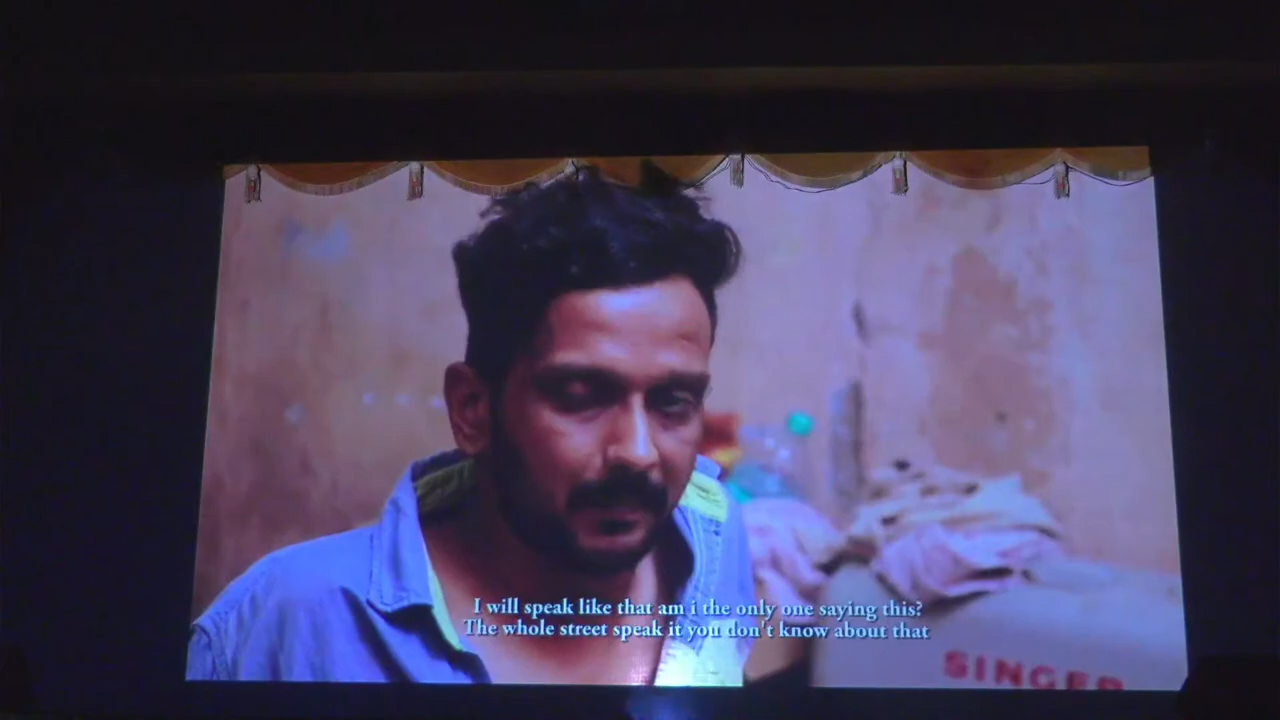 I will speak like that am i the only one saying this?
The whole street speak it you don't know about that
SINGER